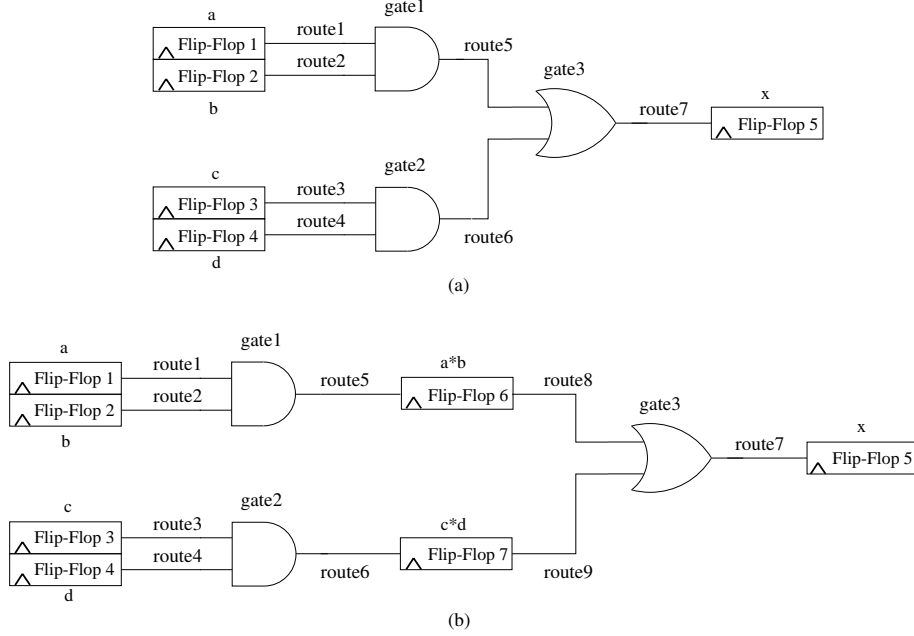 a
gate1
Flip-Flop 1
route1
route5
Flip-Flop 2
route2
b
gate3
route7
x
Flip-Flop 5
c
gate2
Flip-Flop 3
route3
Flip-Flop 4
route4
route6
d
(a)
a
gate1
Flip-Flop 1
route1
route5
a*b
Flip-Flop 6
route8
Flip-Flop 2
route2
b
gate3
route7
x
Flip-Flop 5
c
gate2
Flip-Flop 3
route3
c*d
Flip-Flop 7
Flip-Flop 4
route4
route6
route9
d
(b)